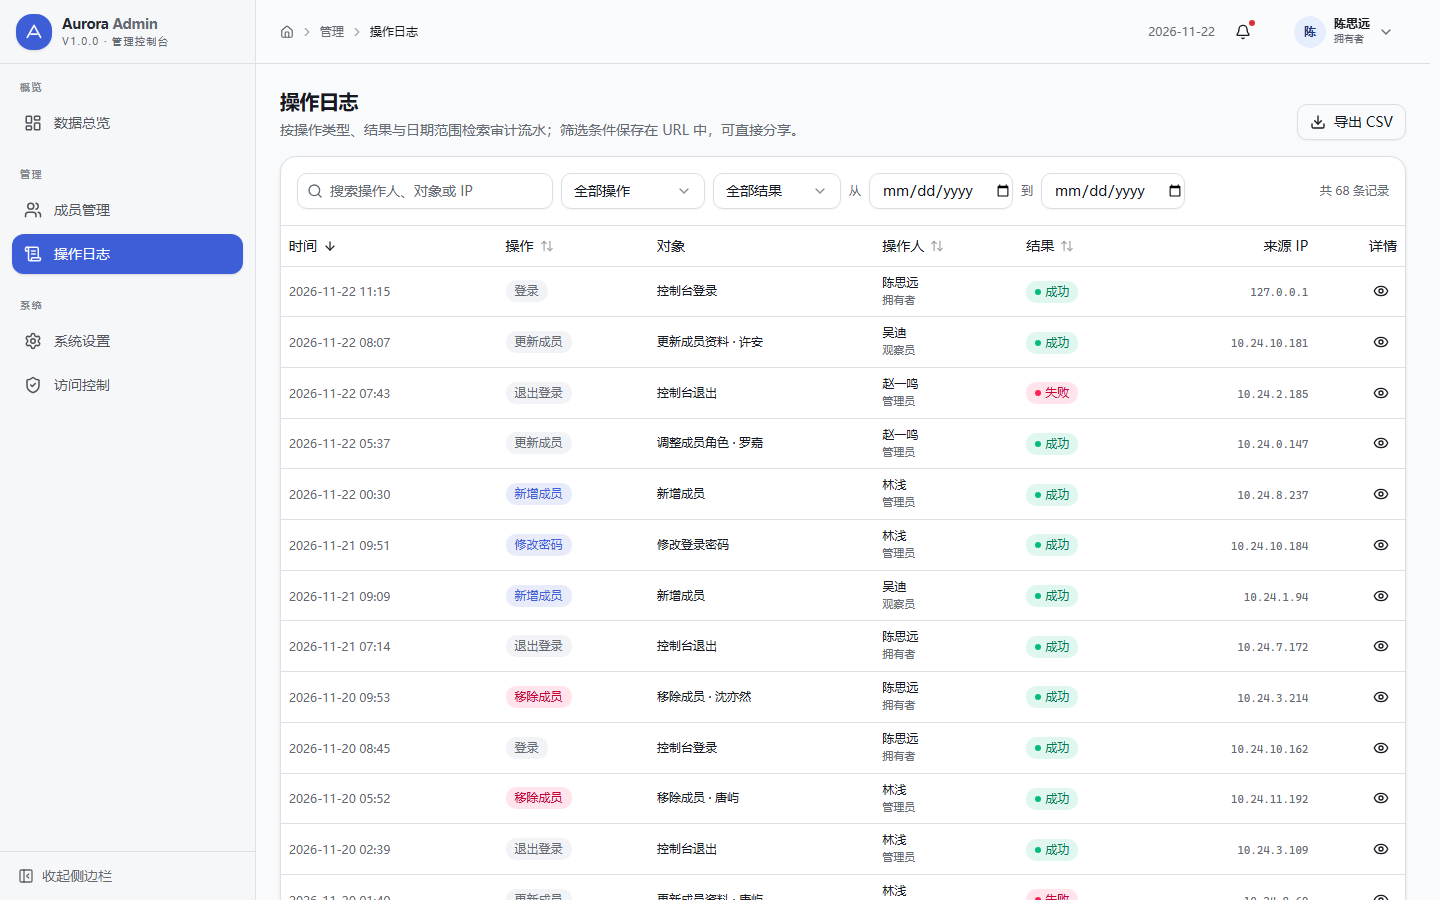 Aurora Admin
V1.0.0 · 管理控制台
概览
数据总览
管理
成员管理
操作日志
系统
系统设置
访问控制
收起侧边栏
管理
操作日志
2026-11-22
陈
陈思远
拥有者
操作日志
按操作类型、结果与日期范围检索审计流水；筛选条件保存在 URL 中，可直接分享。
导出 CSV
搜索操作人、对象或 IP
全部操作
全部结果
从
mm/dd/yyyy
到
mm/dd/yyyy
共 68 条记录
时间 操作 对象 操作人 结果 来源 IP 详情
2026-11-22 11:15 登录 控制台登录 陈思远 成功 127.0.0.1
拥有者
2026-11-22 08:07 更新成员 更新成员资料 · 许安 吴迪 成功 10.24.10.181
观察员
2026-11-22 07:43 退出登录 控制台退出 赵一鸣 失败 10.24.2.185
管理员
2026-11-22 05:37 更新成员 调整成员角色 · 罗嘉 赵一鸣 成功 10.24.0.147
管理员
2026-11-22 00:30 新增成员 新增成员 林浅 成功 10.24.8.237
管理员
2026-11-21 09:51 修改密码 修改登录密码 林浅 成功 10.24.10.184
管理员
2026-11-21 09:09 新增成员 新增成员 吴迪 成功 10.24.1.94
观察员
2026-11-21 07:14 退出登录 控制台退出 陈思远 成功 10.24.7.172
拥有者
2026-11-20 09:53 移除成员 移除成员 · 沈亦然 陈思远 成功 10.24.3.214
拥有者
2026-11-20 08:45 登录 控制台登录 陈思远 成功 10.24.10.162
拥有者
2026-11-20 05:52 移除成员 移除成员 · 唐屿 林浅 成功 10.24.11.192
管理员
2026-11-20 02:39 退出登录 控制台退出 林浅 成功 10.24.3.109
管理员
更新成员 更新成员资料 · 唐屿 林浅 失败